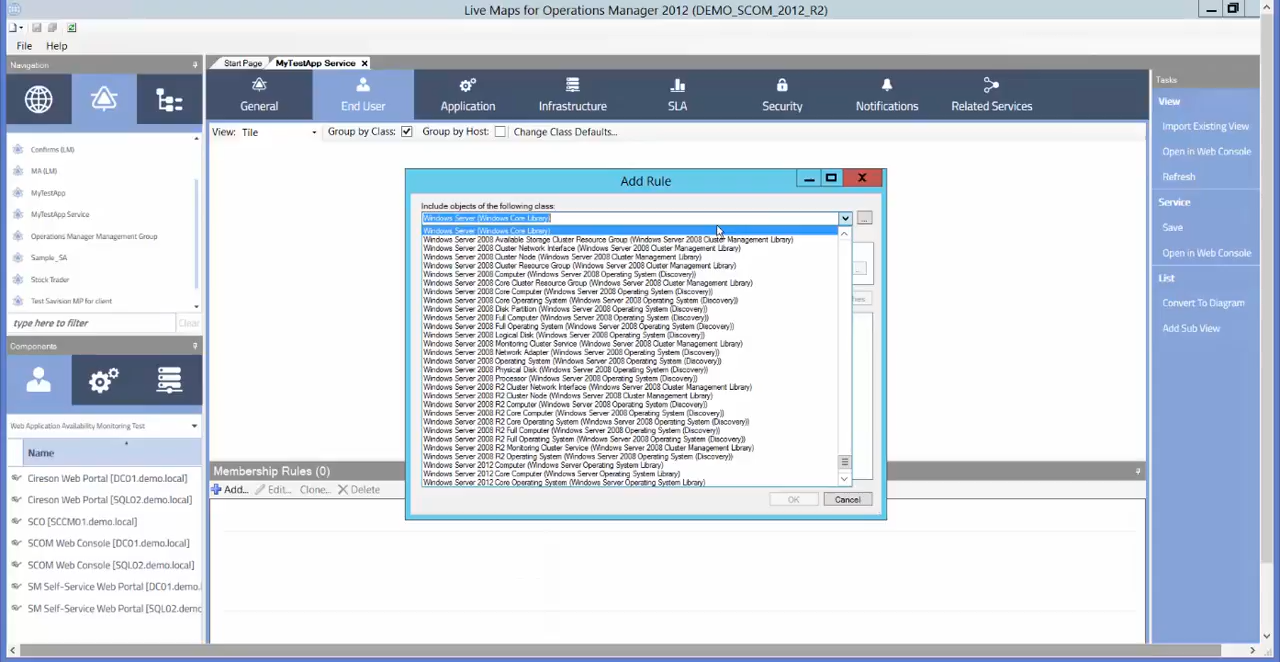 Live Maps for Operations Manager 2012 (DEMO_SCOM_2012_R2)
File Help
Navigation
Confirms (LM)
MA (LM)
MyTestApp
MyTestApp Service
Operations Manager Management Group
Sample_SA
Stock Trader
Test Savision MP for client
type here to filter Clear
Components
Web Application Availability Monitoring Test
Name
Cireson Web Portal [DC01.demo.local]
Cireson Web Portal [SQL02.demo.local]
SCO [SCCM01.demo.local]
SCOM Web Console [DC01.demo.local]
SCOM Web Console [SQL02.demo.local]
SM Self-Service Web Portal [DC01.demo.l
SM Self-Service Web Portal [SQL02.demo
Start Page MyTestApp Service
General End User Application Infrastructure SLA Security Notifications Related Services
View: Tile Group by Class: Group by Host: Change Class Defaults...
Add Rule
Include objects of the following class:
Windows Server (Windows Core Library)
...
Windows Server (Windows Core Library)
Windows Server 2008 Available Storage Cluster Resource Group (Windows Server 2008 Cluster Management Library)
Windows Server 2008 Cluster Network Interface (Windows Server 2008 Cluster Management Library)
Windows Server 2008 Cluster Node (Windows Server 2008 Cluster Management Library)
Windows Server 2008 Cluster Resource Group (Windows Server 2008 Cluster Management Library)
Windows Server 2008 Computer (Windows Server 2008 Operating System (Discovery))
Windows Server 2008 Core Cluster Resource Group (Windows Server 2008 Cluster Management Library)
Windows Server 2008 Core Computer (Windows Server 2008 Operating System (Discovery))
Windows Server 2008 Core Operating System (Windows Server 2008 Operating System (Discovery))
Windows Server 2008 Disk Partition (Windows Server 2008 Operating System (Discovery))
Windows Server 2008 Full Computer (Windows Server 2008 Operating System (Discovery))
Windows Server 2008 Full Operating System (Windows Server 2008 Operating System (Discovery))
Windows Server 2008 Logical Disk (Windows Server 2008 Operating System (Discovery))
Windows Server 2008 Monitoring Cluster Service (Windows Server 2008 Cluster Management Library)
Windows Server 2008 Network Adapter (Windows Server 2008 Operating System (Discovery))
Windows Server 2008 Operating System (Windows Server 2008 Operating System (Discovery))
Windows Server 2008 Physical Disk (Windows Server 2008 Operating System (Discovery))
Windows Server 2008 Processor (Windows Server 2008 Operating System (Discovery))
Windows Server 2008 R2 Cluster Network Interface (Windows Server 2008 Cluster Management Library)
Windows Server 2008 R2 Cluster Node (Windows Server 2008 Cluster Management Library)
Windows Server 2008 R2 Computer (Windows Server 2008 Operating System (Discovery))
Windows Server 2008 R2 Core Computer (Windows Server 2008 Operating System (Discovery))
Windows Server 2008 R2 Core Operating System (Windows Server 2008 Operating System (Discovery))
Windows Server 2008 R2 Full Computer (Windows Server 2008 Operating System (Discovery))
Windows Server 2008 R2 Full Operating System (Windows Server 2008 Operating System (Discovery))
Windows Server 2008 R2 Monitoring Cluster Service (Windows Server 2008 Cluster Management Library)
Windows Server 2008 R2 Operating System (Windows Server 2008 Operating System (Discovery))
Windows Server 2012 Computer (Windows Server Operating System Library)
Windows Server 2012 Core Computer (Windows Server Operating System Library)
Windows Server 2012 Core Operating System (Windows Server Operating System Library)
OK Cancel
Membership Rules (0)
Add... Edit... Clone... Delete
Tasks
View
Import Existing View
Open in Web Console
Refresh
Service
Save
Open in Web Console
List
Convert To Diagram
Add Sub View